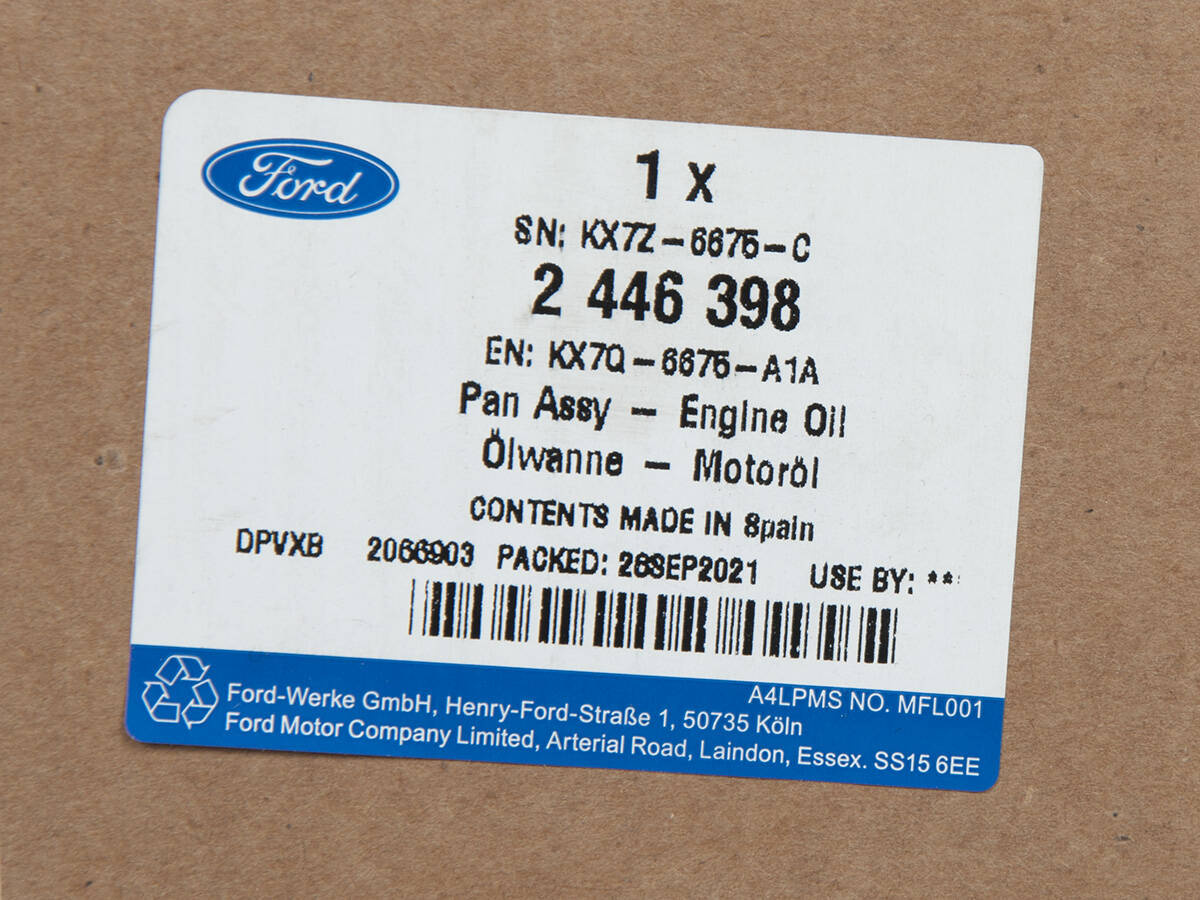 Ford
1 x
SN: KX7Z-6675-C
2 446 398
EN: KX7Q-6675-A1A
Pan Assy - Engine Oil
Ölwanne - Motoröl
CONTENTS MADE IN Spain
DPVXB 2066903 PACKED: 28SEP2021 USE BY: **
A4LPMS NO. MFL001
Ford-Werke GmbH, Henry-Ford-Straße 1, 50735 Köln
Ford Motor Company Limited, Arterial Road, Laindon, Essex. SS15 6EE